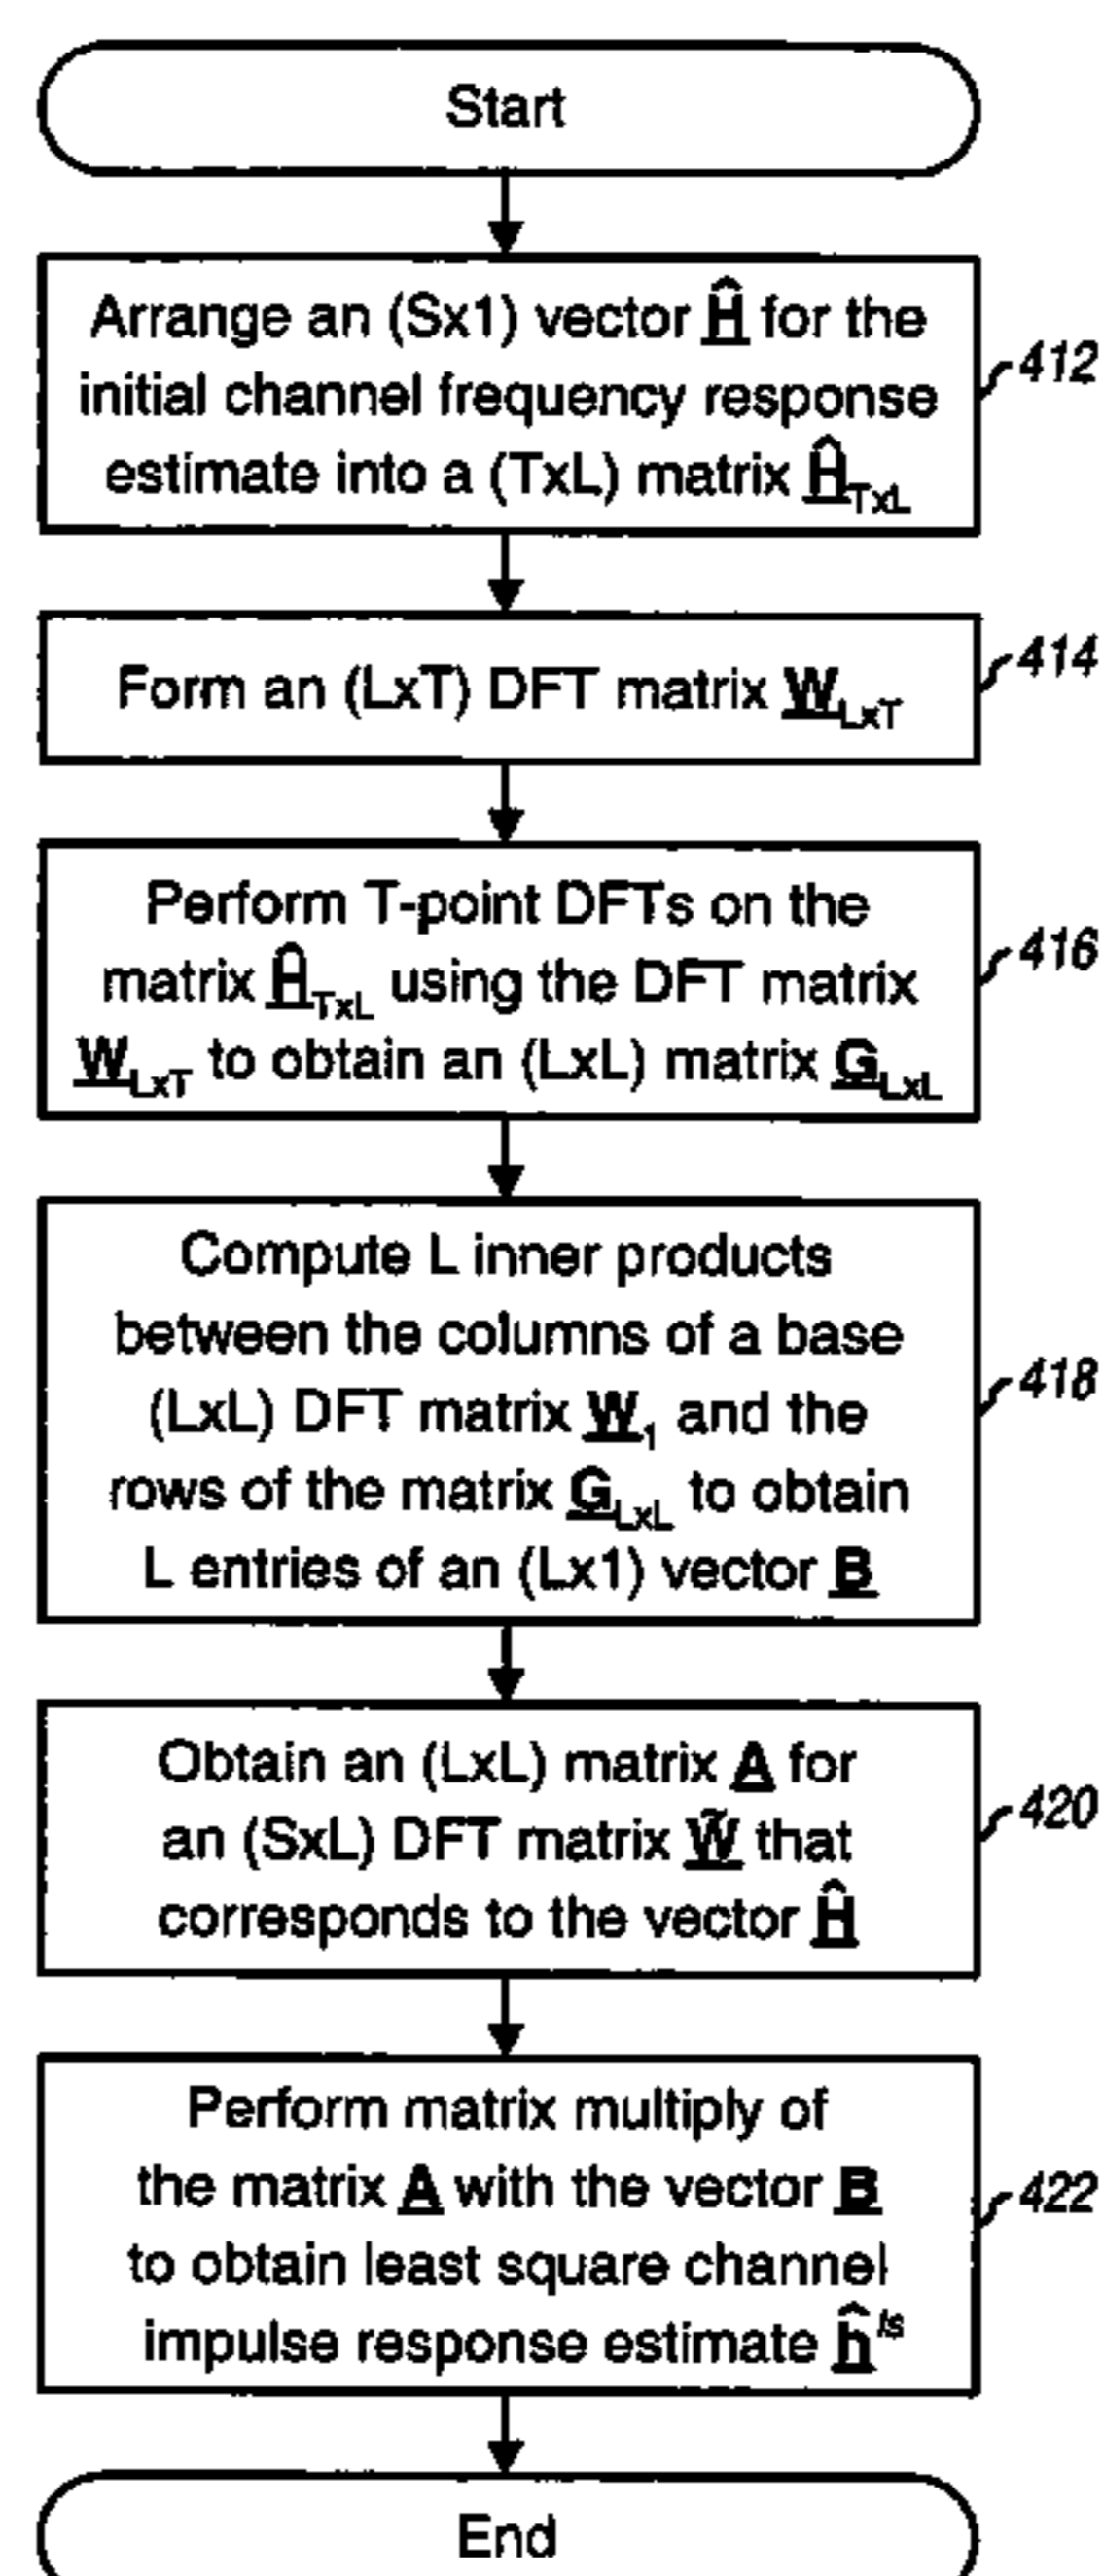 Start
Arrange an (Sx1) vector Ĥ for the
initial channel frequency response
estimate into a (TxL) matrix Ĥ_TxL
412
Form an (LxT) DFT matrix W_LxT
414
Perform T-point DFTs on the
matrix Ĥ_TxL using the DFT matrix
W_LxT to obtain an (LxL) matrix G_LxL
416
Compute L inner products
between the columns of a base
(LxL) DFT matrix W_1 and the
rows of the matrix G_LxL to obtain
L entries of an (Lx1) vector B
418
Obtain an (LxL) matrix A for
an (SxL) DFT matrix W̃ that
corresponds to the vector Ĥ
420
Perform matrix multiply of
the matrix A with the vector B
to obtain least square channel
impulse response estimate ĥ^ls
422
End